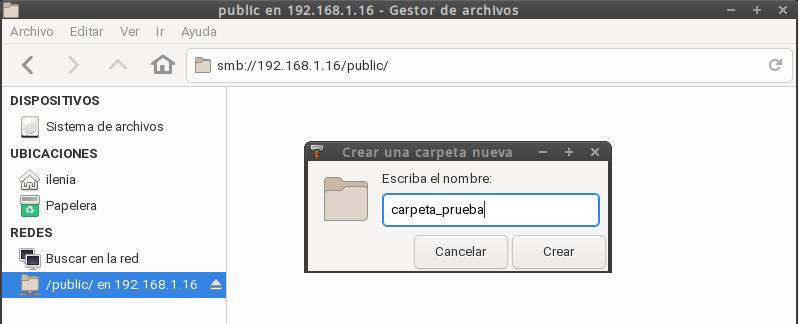 public en 192.168.1.16 - Gestor de archivos
Archivo Editar Ver Ir Ayuda
smb://192.168.1.16/public/
DISPOSITIVOS
Sistema de archivos
UBICACIONES
ilenia
Papelera
REDES
Buscar en la red
/public/ en 192.168.1.16
Crear una carpeta nueva
Escriba el nombre:
carpeta_prueba
Cancelar Crear